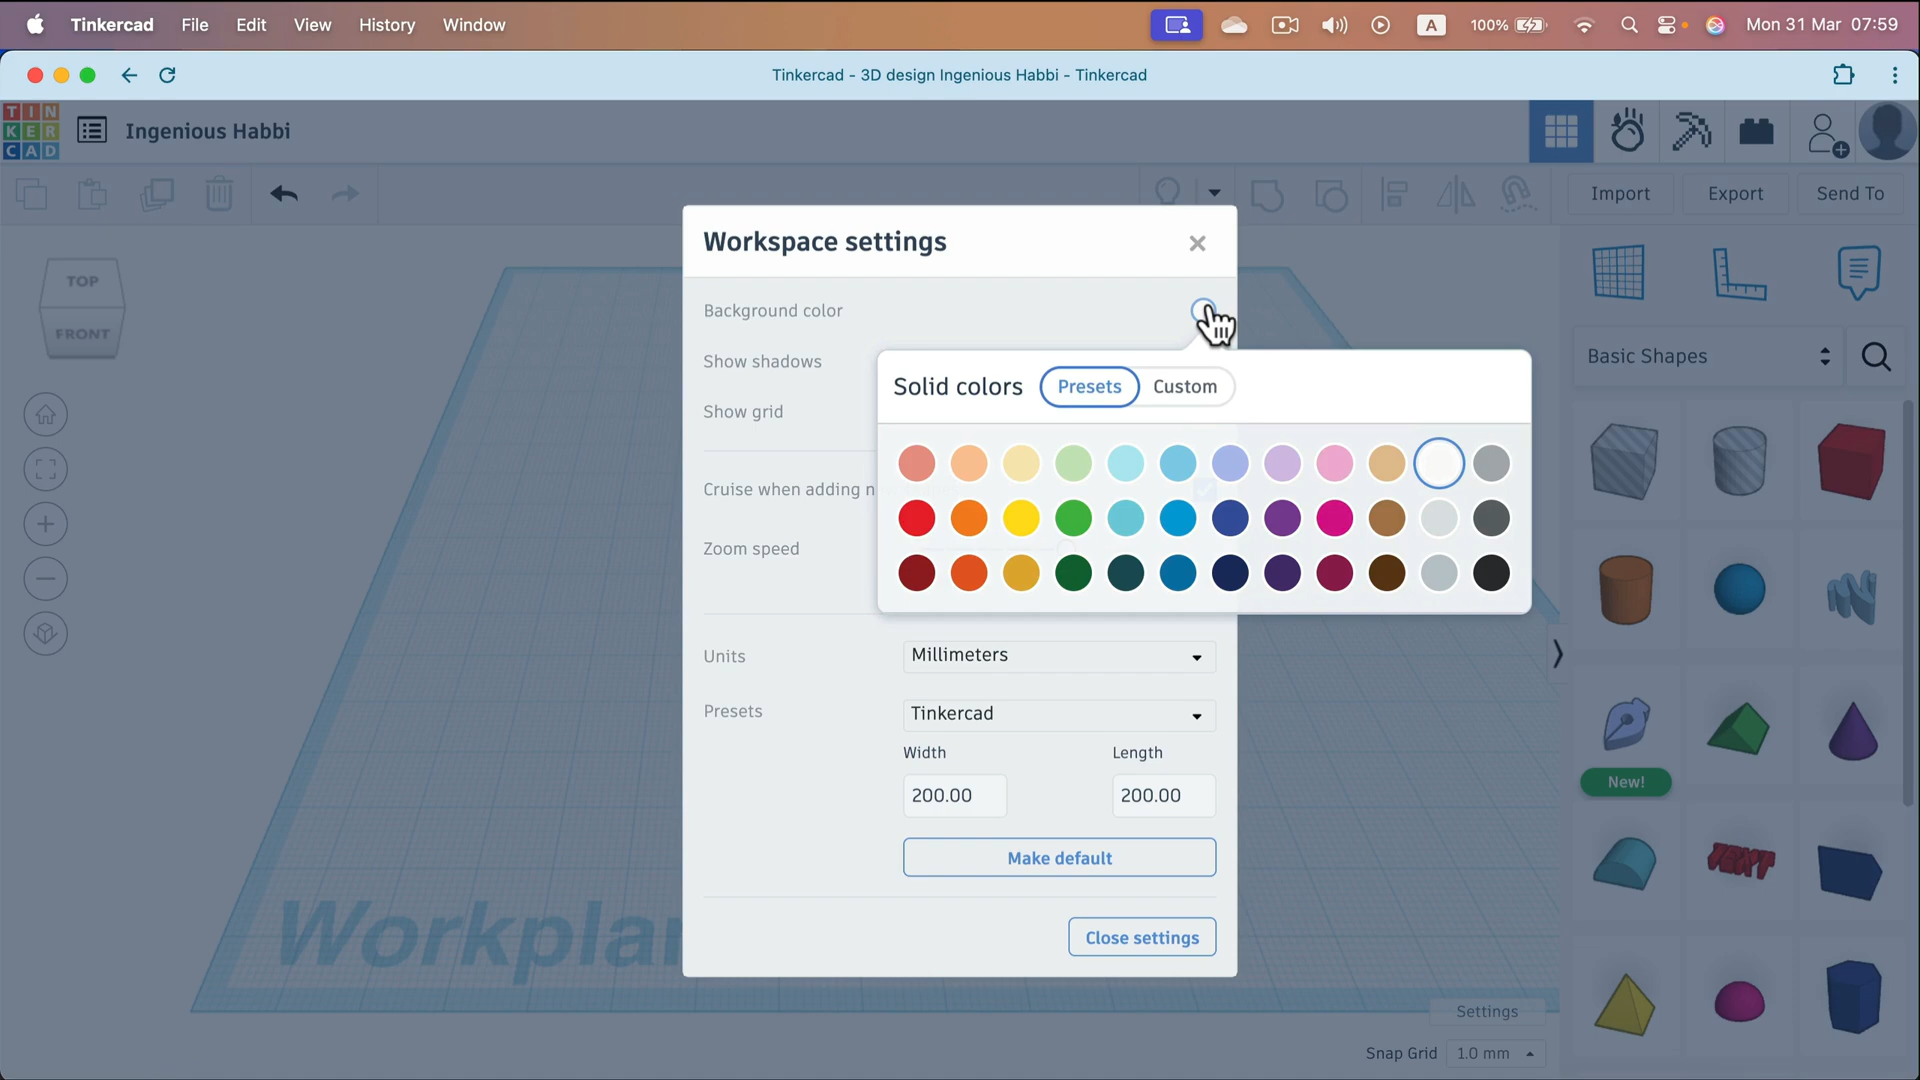 Tinkercad File Edit View History Window A 100% Mon 31 Mar 07:59
Tinkercad - 3D design Ingenious Habbi - Tinkercad
TIN
KER
CAD
Ingenious Habbi
Import Export Send To
TOP
FRONT
Workspace settings
Background color
Show shadows
Show grid
Solid colors Presets Custom
Cruise when adding n
Zoom speed
Units Millimeters
Presets Tinkercad
Width Length
200.00 200.00
Make default
Close settings
Basic Shapes
New!
TEXT
Workplan
Settings
Snap Grid 1.0 mm